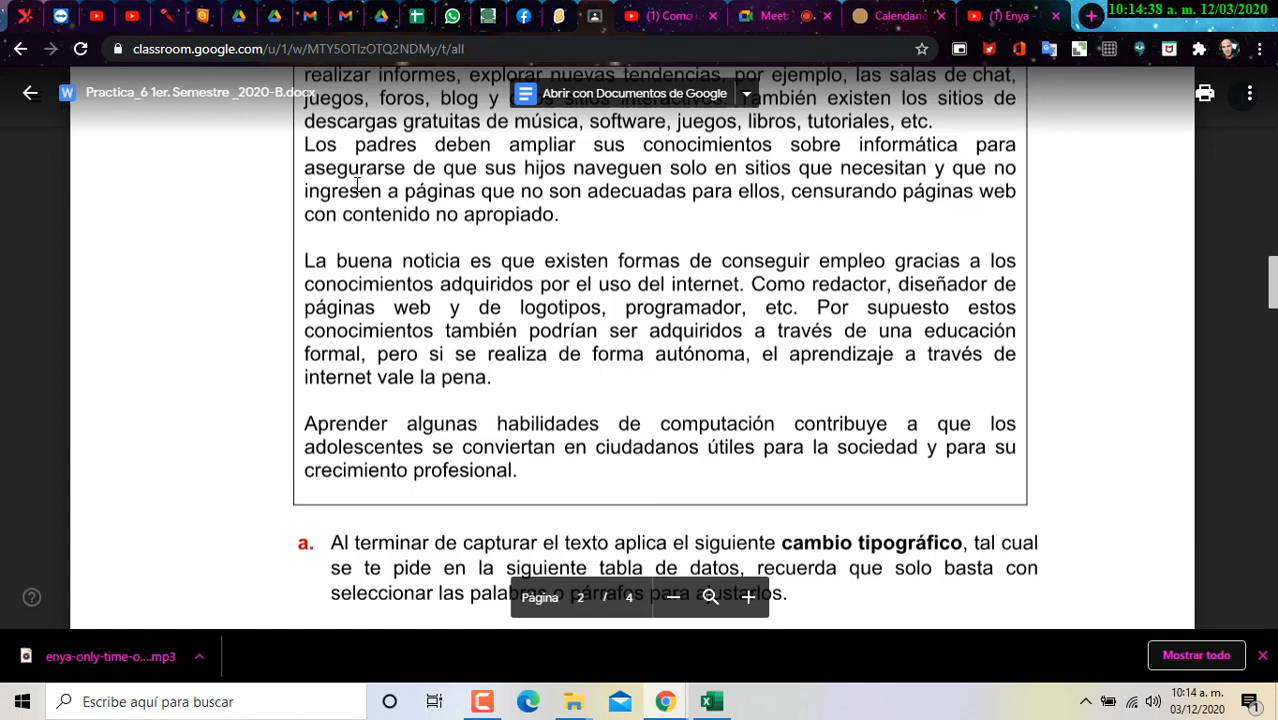 (1) Como
Meet:
Calendario
(1) Enya -
10:14:38 a. m. 12/03/2020
classroom.google.com/u/1/w/MTY5OTIzOTQ2NDMy/t/all
Practica_6 1er. Semestre _2020-B.docx
Abrir con Documentos de Google
realizar informes, explorar nuevas tendencias, por ejemplo, las salas de chat,
juegos, foros, blog y sitios interactivos. También existen los sitios de
descargas gratuitas de música, software, juegos, libros, tutoriales, etc.
Los padres deben ampliar sus conocimientos sobre informática para
asegurarse de que sus hijos naveguen solo en sitios que necesitan y que no
ingresen a páginas que no son adecuadas para ellos, censurando páginas web
con contenido no apropiado.
La buena noticia es que existen formas de conseguir empleo gracias a los
conocimientos adquiridos por el uso del internet. Como redactor, diseñador de
páginas web y de logotipos, programador, etc. Por supuesto estos
conocimientos también podrían ser adquiridos a través de una educación
formal, pero si se realiza de forma autónoma, el aprendizaje a través de
internet vale la pena.
Aprender algunas habilidades de computación contribuye a que los
adolescentes se conviertan en ciudadanos útiles para la sociedad y para su
crecimiento profesional.
a. Al terminar de capturar el texto aplica el siguiente cambio tipográfico, tal cual
se te pide en la siguiente tabla de datos, recuerda que solo basta con
seleccionar las palabras o párrafos para ajustarlos.
Página 2 / 4
enya-only-time-o....mp3
Mostrar todo
Escribe aquí para buscar
10:14 a. m.
03/12/2020